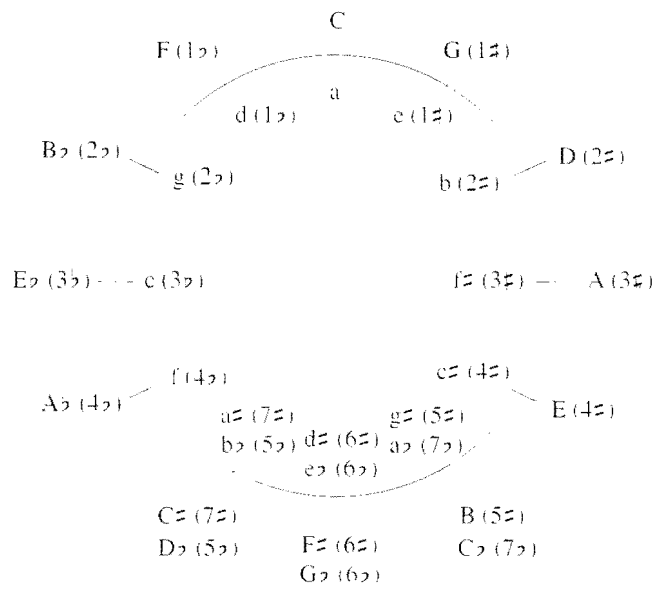 C
F (1♭) G (1♯)
a
d (1♭) e (1♯)
B♭ (2♭) D (2♯)
g (2♭) b (2♯)
E♭ (3♭) c (3♭) f♯ (3♯) A (3♯)
f (4♭) c♯ (4♯)
A♭ (4♭) E (4♯)
a♯ (7♯) g♯ (5♯)
b♭ (5♭) d♯ (6♯) a♭ (7♭)
e♭ (6♭)
C♯ (7♯) B (5♯)
D♭ (5♭) F♯ (6♯) C♭ (7♭)
G♭ (6♭)